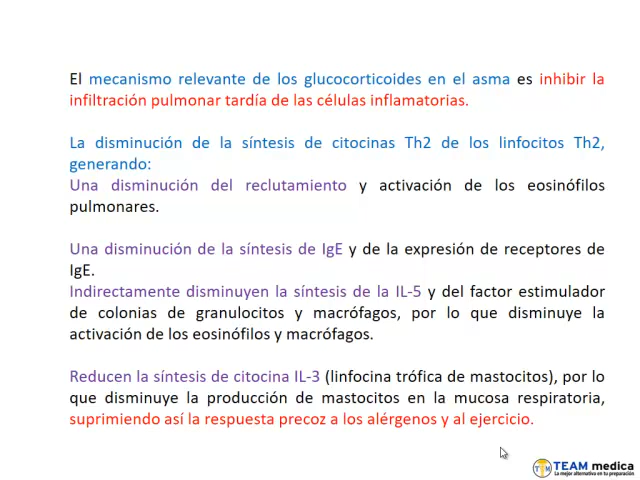 El mecanismo relevante de los glucocorticoides en el asma es inhibir la
infiltración pulmonar tardía de las células inflamatorias.
La disminución de la síntesis de citocinas Th2 de los linfocitos Th2,
generando:
Una disminución del reclutamiento y activación de los eosinófilos
pulmonares.
Una disminución de la síntesis de IgE y de la expresión de receptores de
IgE.
Indirectamente disminuyen la síntesis de la IL-5 y del factor estimulador
de colonias de granulocitos y macrófagos, por lo que disminuye la
activación de los eosinófilos y macrófagos.
Reducen la síntesis de citocina IL-3 (linfocina trófica de mastocitos), por lo
que disminuye la producción de mastocitos en la mucosa respiratoria,
suprimiendo así la respuesta precoz a los alérgenos y al ejercicio.
TEAM medica
La mejor alternativa en tu preparación